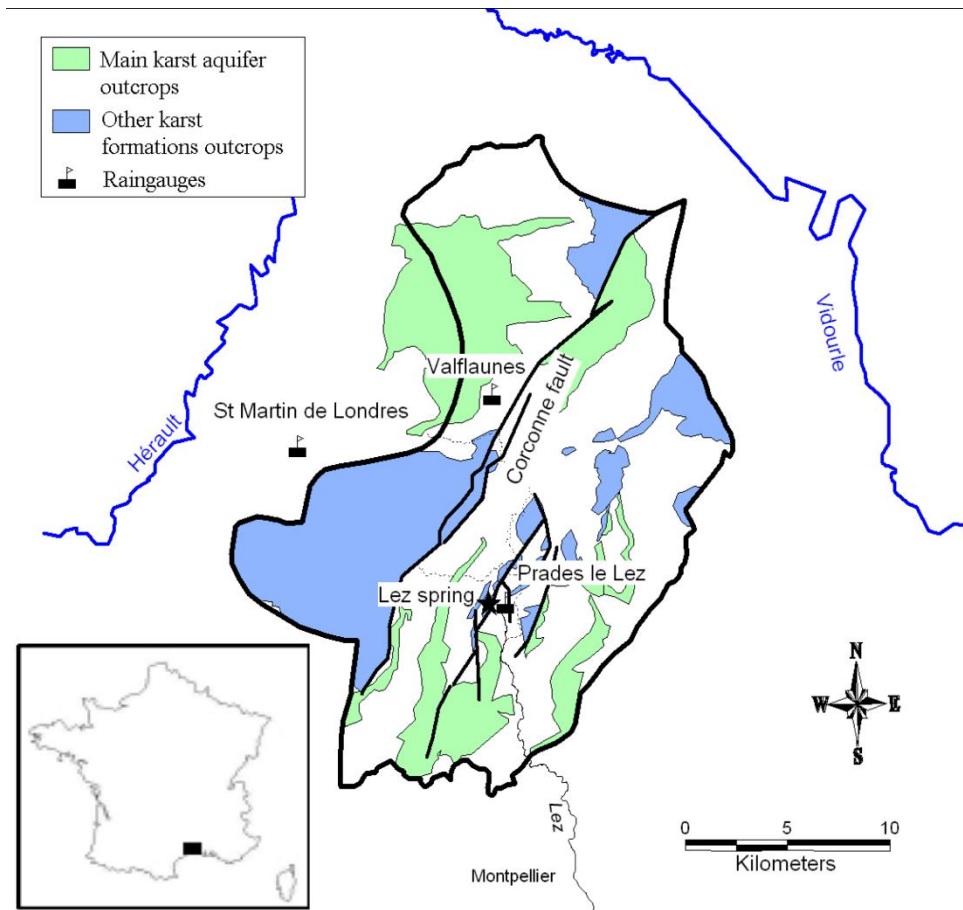 Main karst aquifer
outcrops
Other karst
formations outcrops
Raingauges
Hérault
Vidourle
Valflaunes
St Martin de Londres
Corconne fault
Prades le Lez
Lez spring
N
W E
S
Lez
Montpellier
0 5 10
Kilometers